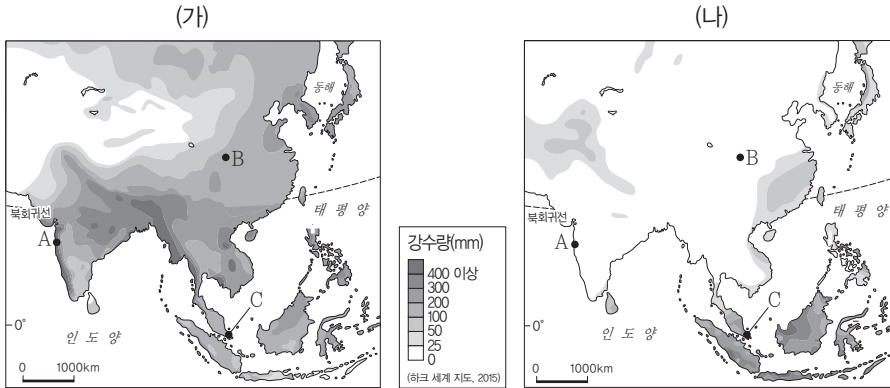 (가)
(나)
동해
B
북회귀선
A
태평양
C
0°
인도양
0 1000km
강수량(mm)
400 이상
300
200
100
50
25
0
(하크 세계 지도, 2015)
동해
B
북회귀선
A
태평양
C
0°
인도양
0 1000km